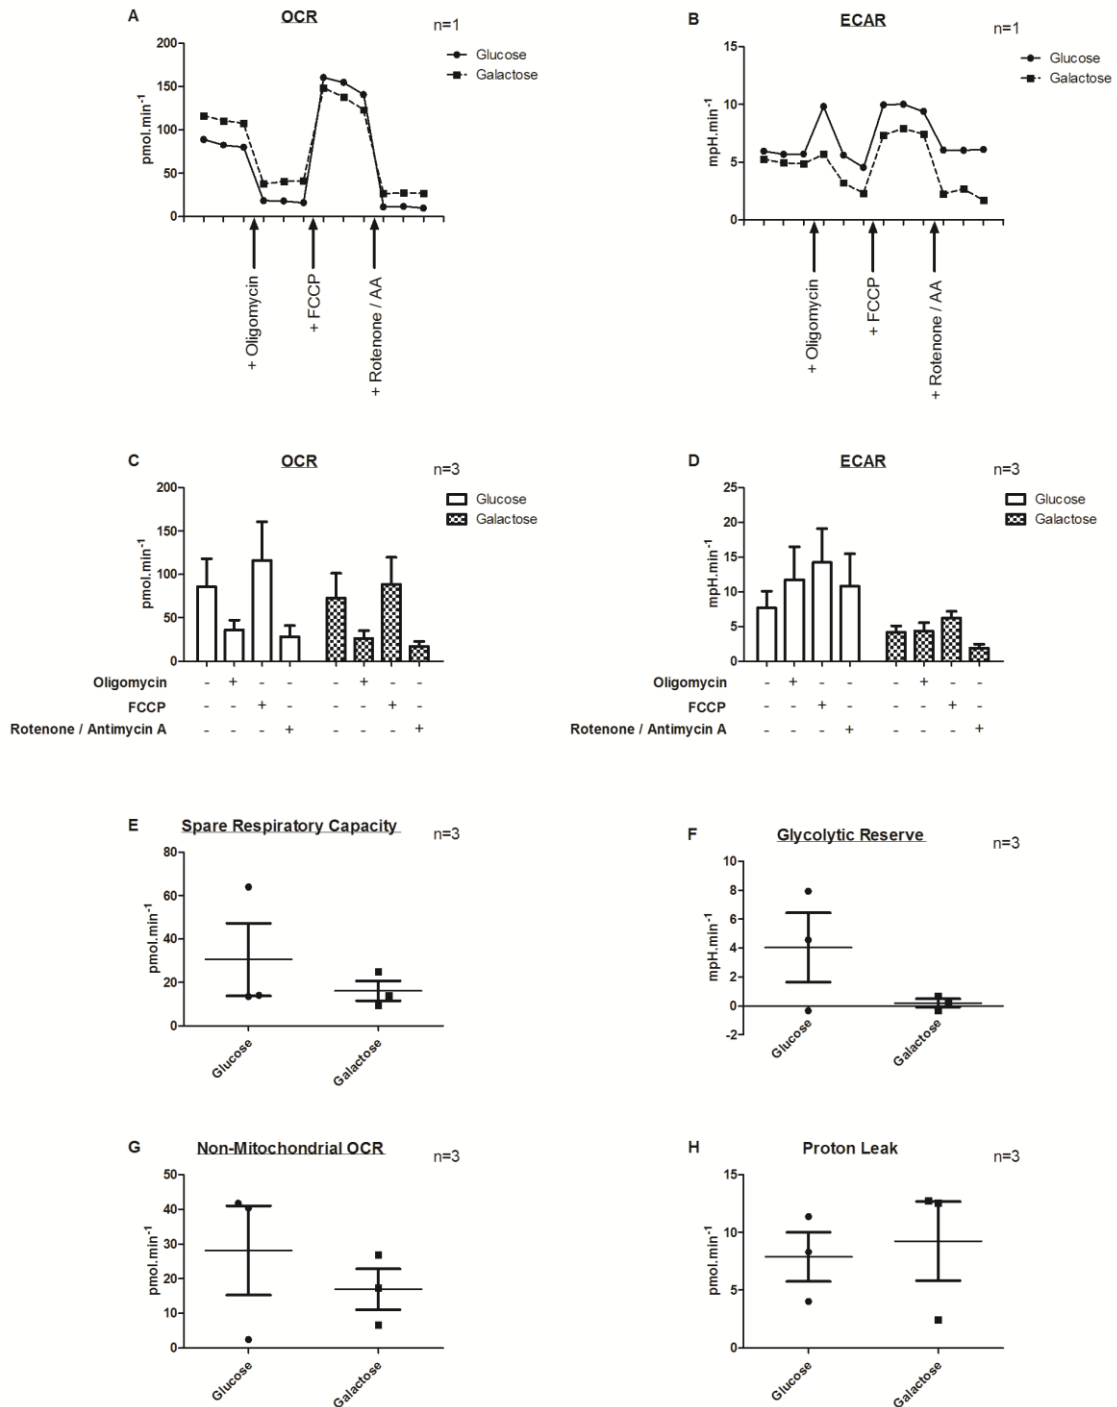 A OCR n=1
Glucose
Galactose
pmol.min-1
200
150
100
50
0
+ Oligomycin
+ FCCP
+ Rotenone / AA
B ECAR n=1
Glucose
Galactose
mpH.min-1
15
10
5
0
+ Oligomycin
+ FCCP
+ Rotenone / AA
C OCR n=3
Glucose
Galactose
pmol.min-1
200
150
100
50
0
Oligomycin - + - - - + - -
FCCP - - + - - - + -
Rotenone / Antimycin A - - - + - - - +
D ECAR n=3
Glucose
Galactose
mpH.min-1
25
20
15
10
5
0
Oligomycin - + - - - + - -
FCCP - - + - - - + -
Rotenone / Antimycin A - - - + - - - +
E Spare Respiratory Capacity n=3
pmol.min-1
80
60
40
20
0
Glucose
Galactose
F Glycolytic Reserve n=3
mpH.min-1
10
8
6
4
2
0
-2
Glucose
Galactose
G Non-Mitochondrial OCR n=3
pmol.min-1
50
40
30
20
10
0
Glucose
Galactose
H Proton Leak n=3
pmol.min-1
15
10
5
0
Glucose
Galactose